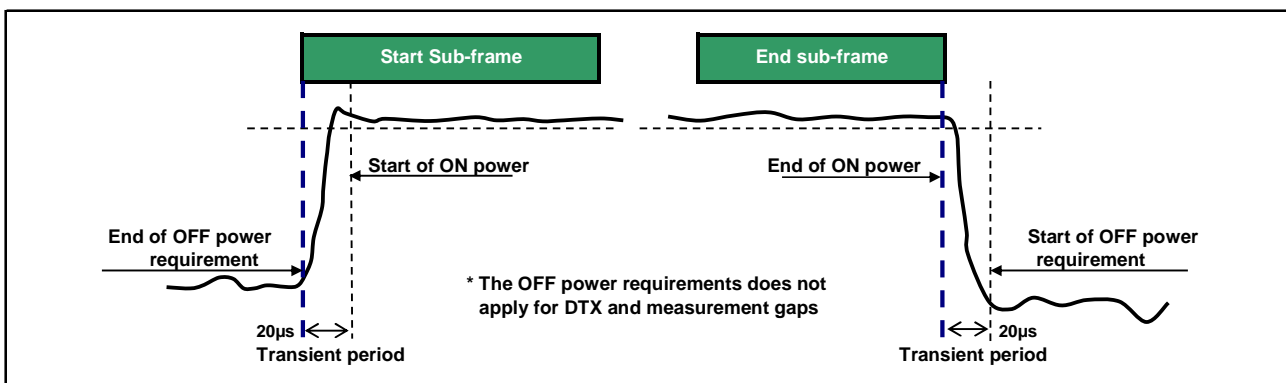 Start Sub-frame
End sub-frame
Start of ON power
End of ON power
End of OFF power
requirement
Start of OFF power
requirement
* The OFF power requirements does not
apply for DTX and measurement gaps
20µs
Transient period
20µs
Transient period